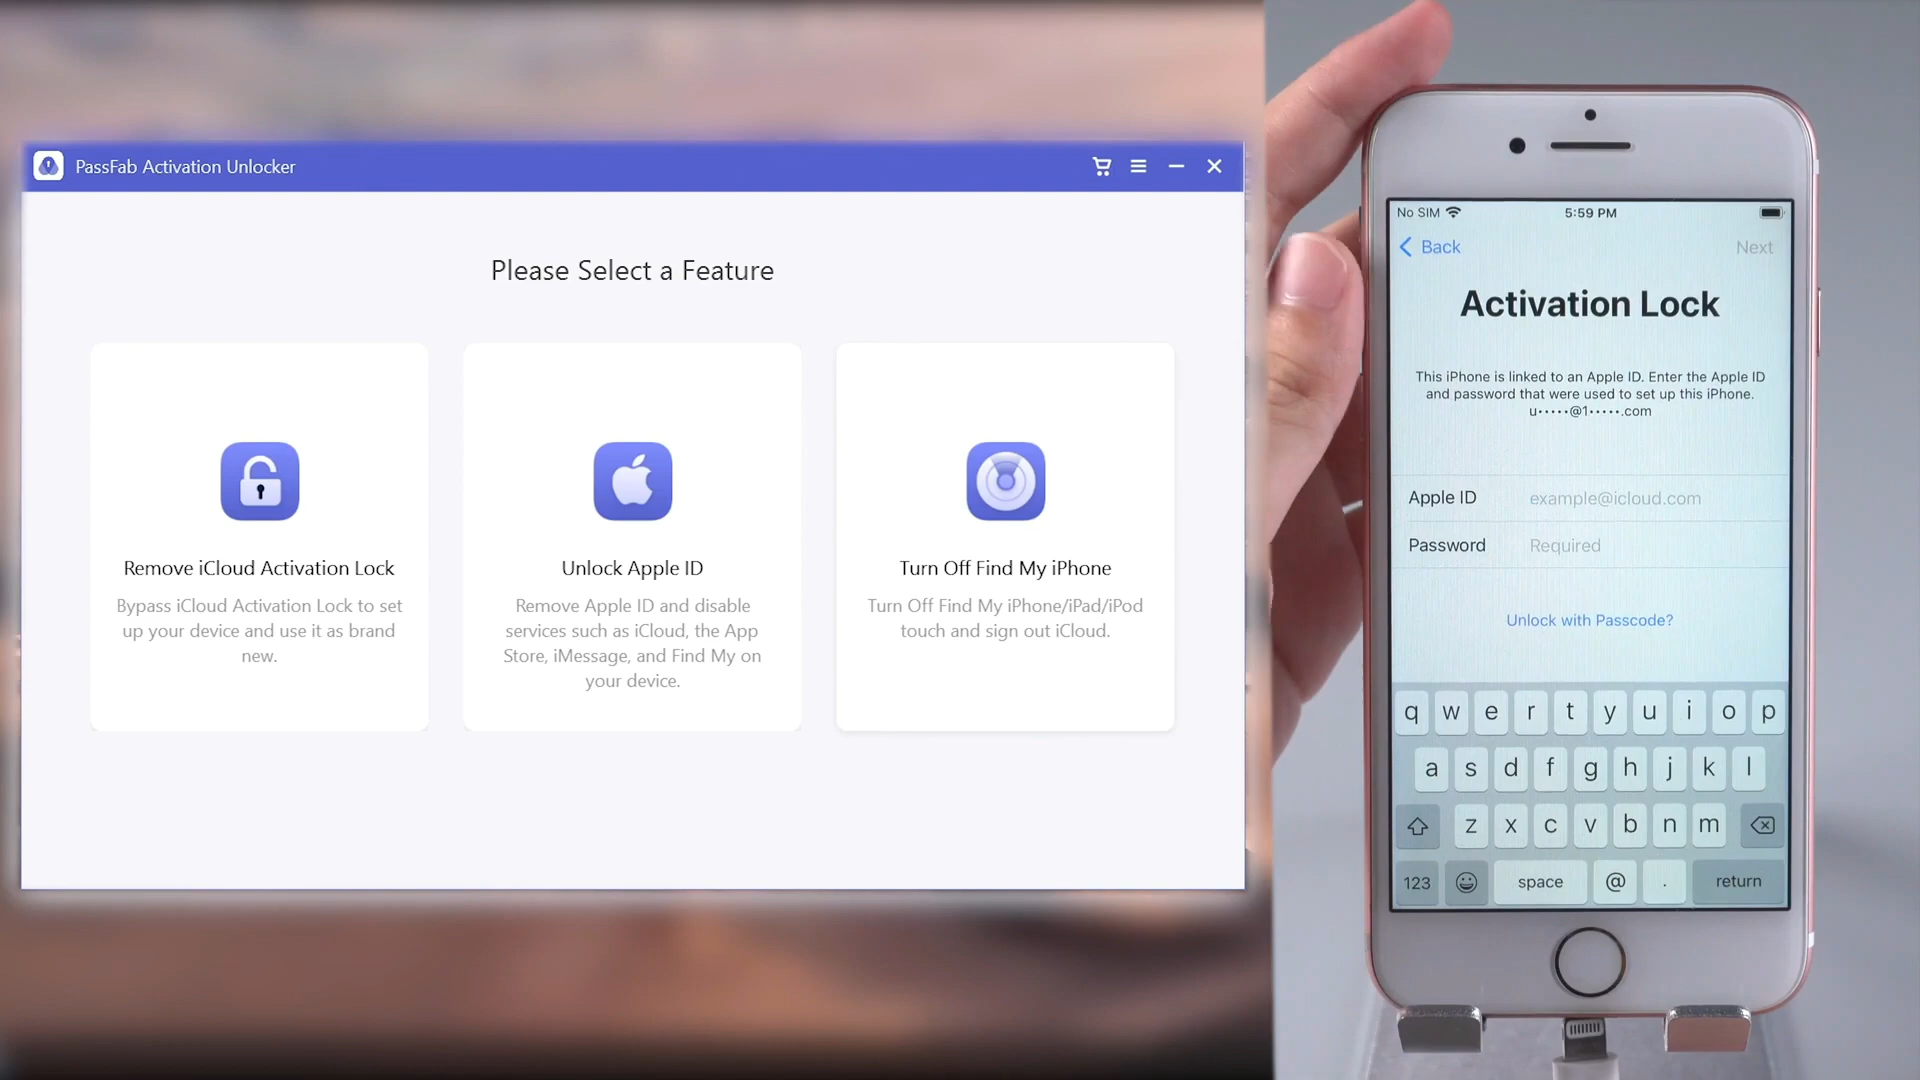 PassFab Activation Unlocker
Please Select a Feature
Remove iCloud Activation Lock
Bypass iCloud Activation Lock to set
up your device and use it as brand
new.
Unlock Apple ID
Remove Apple ID and disable
services such as iCloud, the App
Store, iMessage, and Find My on
your device.
Turn Off Find My iPhone
Turn Off Find My iPhone/iPad/iPod
touch and sign out iCloud.
No SIM
5:59 PM
Back
Next
Activation Lock
This iPhone is linked to an Apple ID. Enter the Apple ID
and password that were used to set up this iPhone.
u•••••@1•••••.com
Apple ID example@icloud.com
Password Required
Unlock with Passcode?
q w e r t y u i o p
a s d f g h j k l
z x c v b n m
123 space @ . return